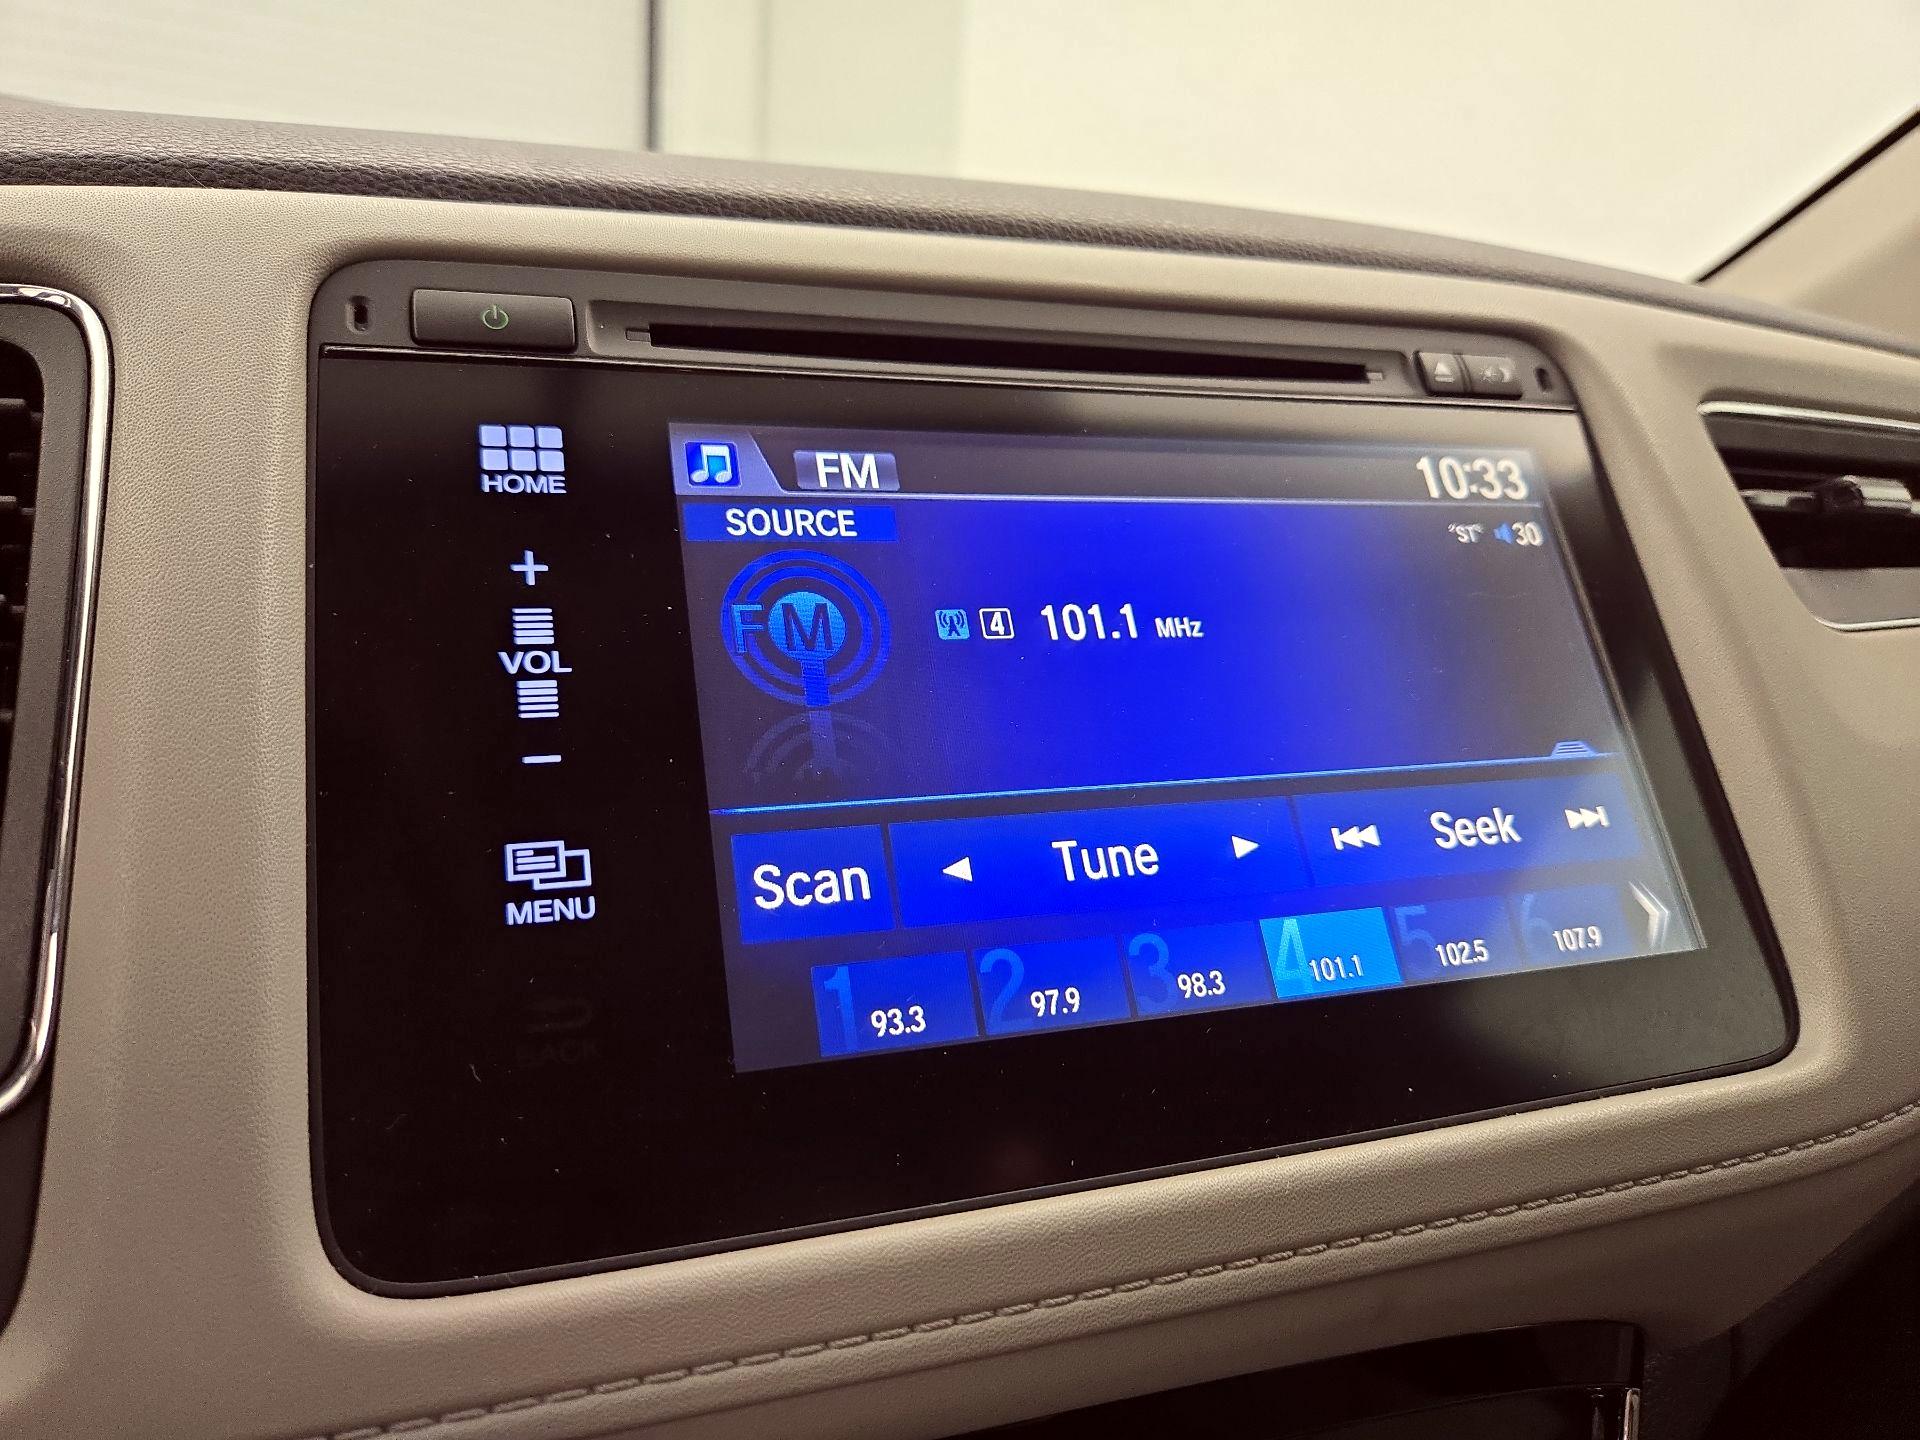 HOME
+
VOL
−
MENU
BACK
FM
10:33
SOURCE
"ST" 30
FM
4 101.1 MHz
Scan
Tune
Seek
1 93.3
2 97.9
3 98.3
4 101.1
5 102.5
6 107.9